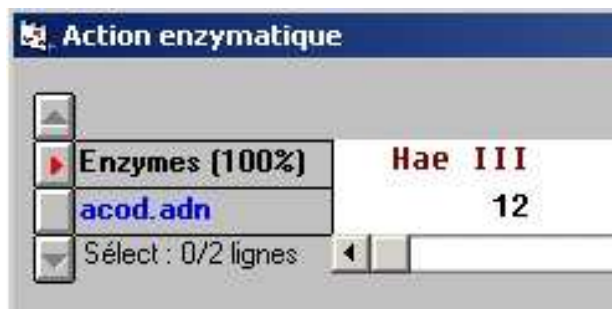 Action enzymatique
Enzymes (100%) Hae III
acod.adn 12
Sélect : 0/2 lignes